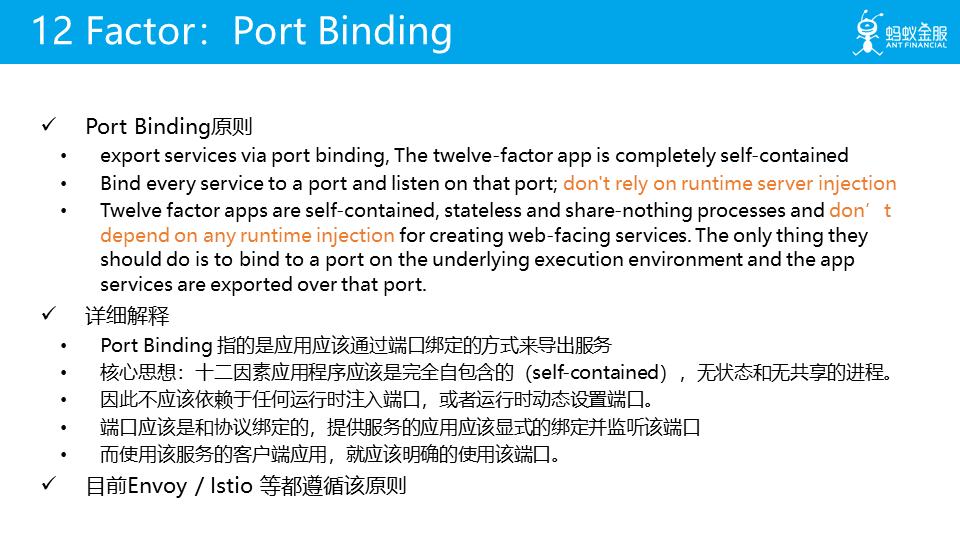 12 Factor：Port Binding
蚂蚁金服
ANT FINANCIAL
✓ Port Binding原则
• export services via port binding, The twelve-factor app is completely self-contained
• Bind every service to a port and listen on that port; don't rely on runtime server injection
• Twelve factor apps are self-contained, stateless and share-nothing processes and don’t
depend on any runtime injection for creating web-facing services. The only thing they
should do is to bind to a port on the underlying execution environment and the app
services are exported over that port.
✓ 详细解释
• Port Binding 指的是应用应该通过端口绑定的方式来导出服务
• 核心思想：十二因素应用程序应该是完全自包含的（self-contained），无状态和无共享的进程。
• 因此不应该依赖于任何运行时注入端口，或者运行时动态设置端口。
• 端口应该是和协议绑定的，提供服务的应用应该显式的绑定并监听该端口
• 而使用该服务的客户端应用，就应该明确的使用该端口。
✓ 目前Envoy / Istio 等都遵循该原则